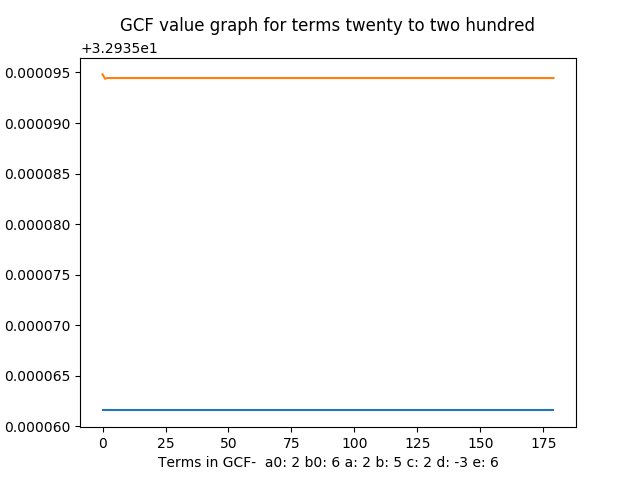 GCF value graph for terms twenty to two hundred
+3.2935e1
0.000095
0.000090
0.000085
0.000080
0.000075
0.000070
0.000065
0.000060
0 25 50 75 100 125 150 175
Terms in GCF-  a0: 2 b0: 6 a: 2 b: 5 c: 2 d: -3 e: 6